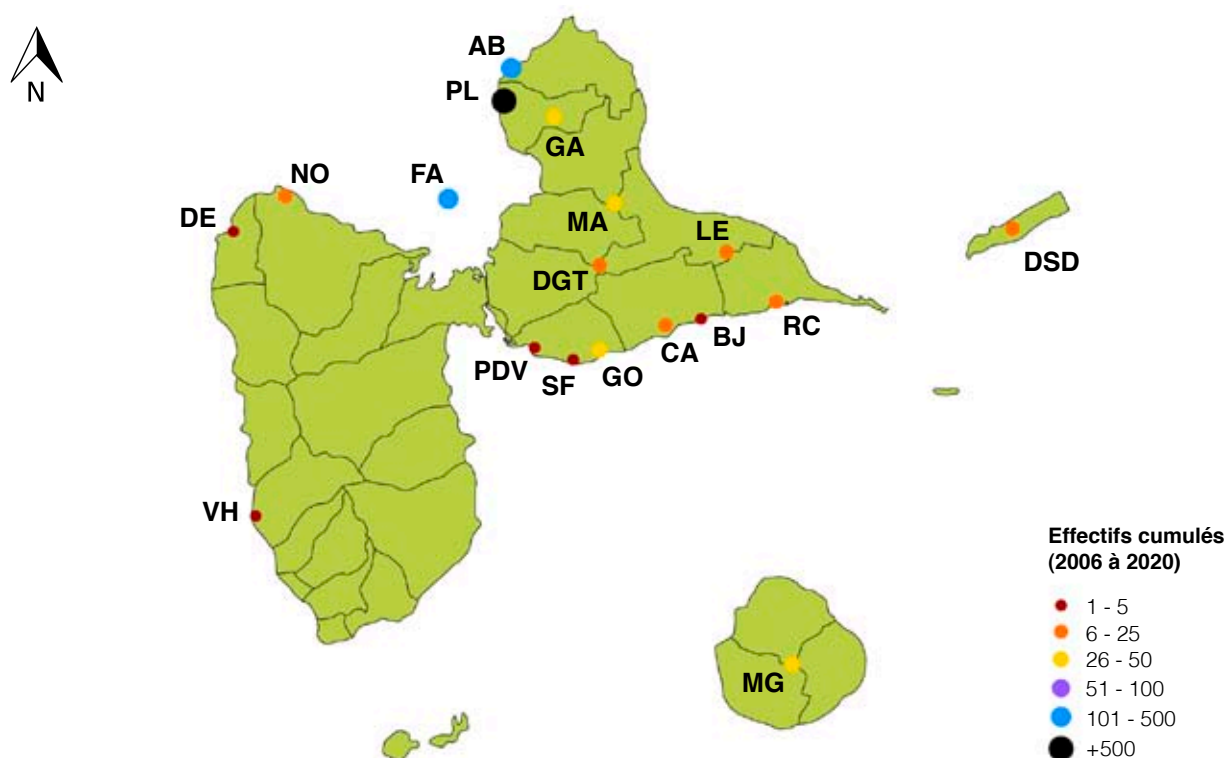 N
AB
PL
GA
NO
FA
DE
MA
LE
DGT
DSD
RC
BJ
CA
PDV
SF
GO
VH
MG
Effectifs cumulés
(2006 à 2020)
1 - 5
6 - 25
26 - 50
51 - 100
101 - 500
+500